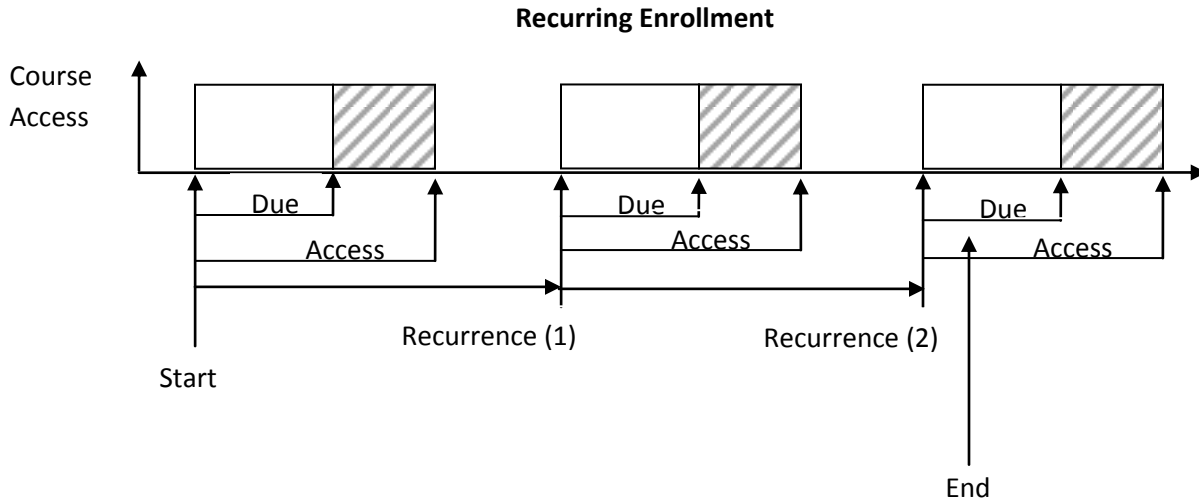 Recurring Enrollment
Course
Access
Due
Due
Due
Access
Access
Access
Recurrence (1)
Recurrence (2)
Start
End